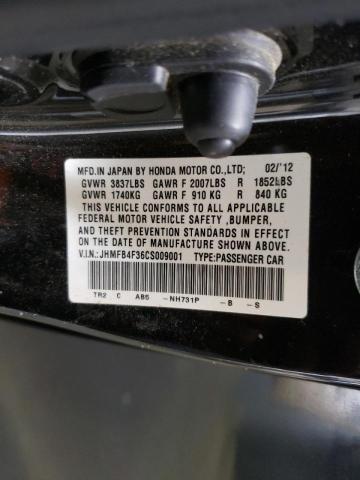 MFD.IN JAPAN BY HONDA MOTOR CO.,LTD; 02/'12
GVWR 3837LBS GAWR F 2007LBS R 1852LBS
GVWR 1740KG GAWR F 910 KG R 840 KG
THIS VEHICLE CONFORMS TO ALL APPLICABLE
FEDERAL MOTOR VEHICLE SAFETY ,BUMPER,
AND THEFT PREVENTION STANDARDS IN EFFECT
ON THE DATE OF MANUFACTURE SHOWN ABOVE.
V.I.N.: JHMFB4F36CS009001 TYPE:PASSENGER CAR
TR2 C AB5 -NH731P -B -S